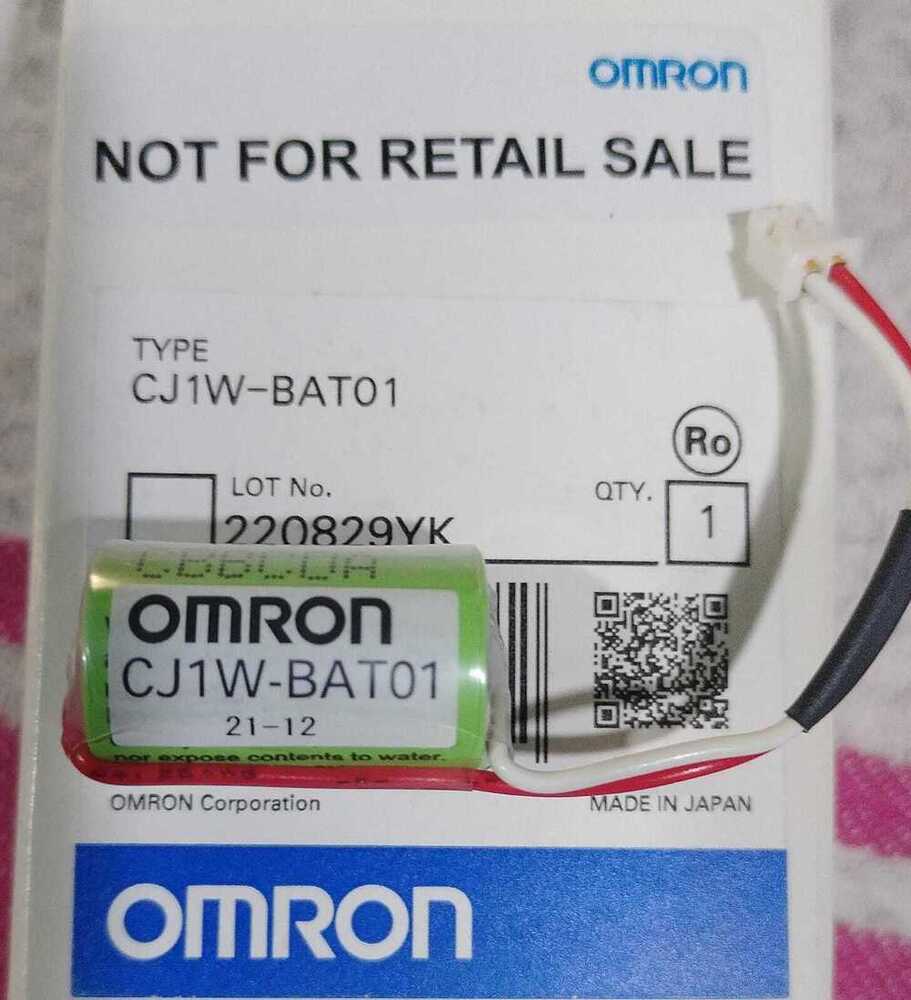 OMRON
NOT FOR RETAIL SALE
TYPE
CJ1W-BAT01
Ro
LOT No.
QTY.
220829YK
1
OMRON
CJ1W-BAT01
21-12
nor expose contents to water.
OMRON Corporation
MADE IN JAPAN
OMRON